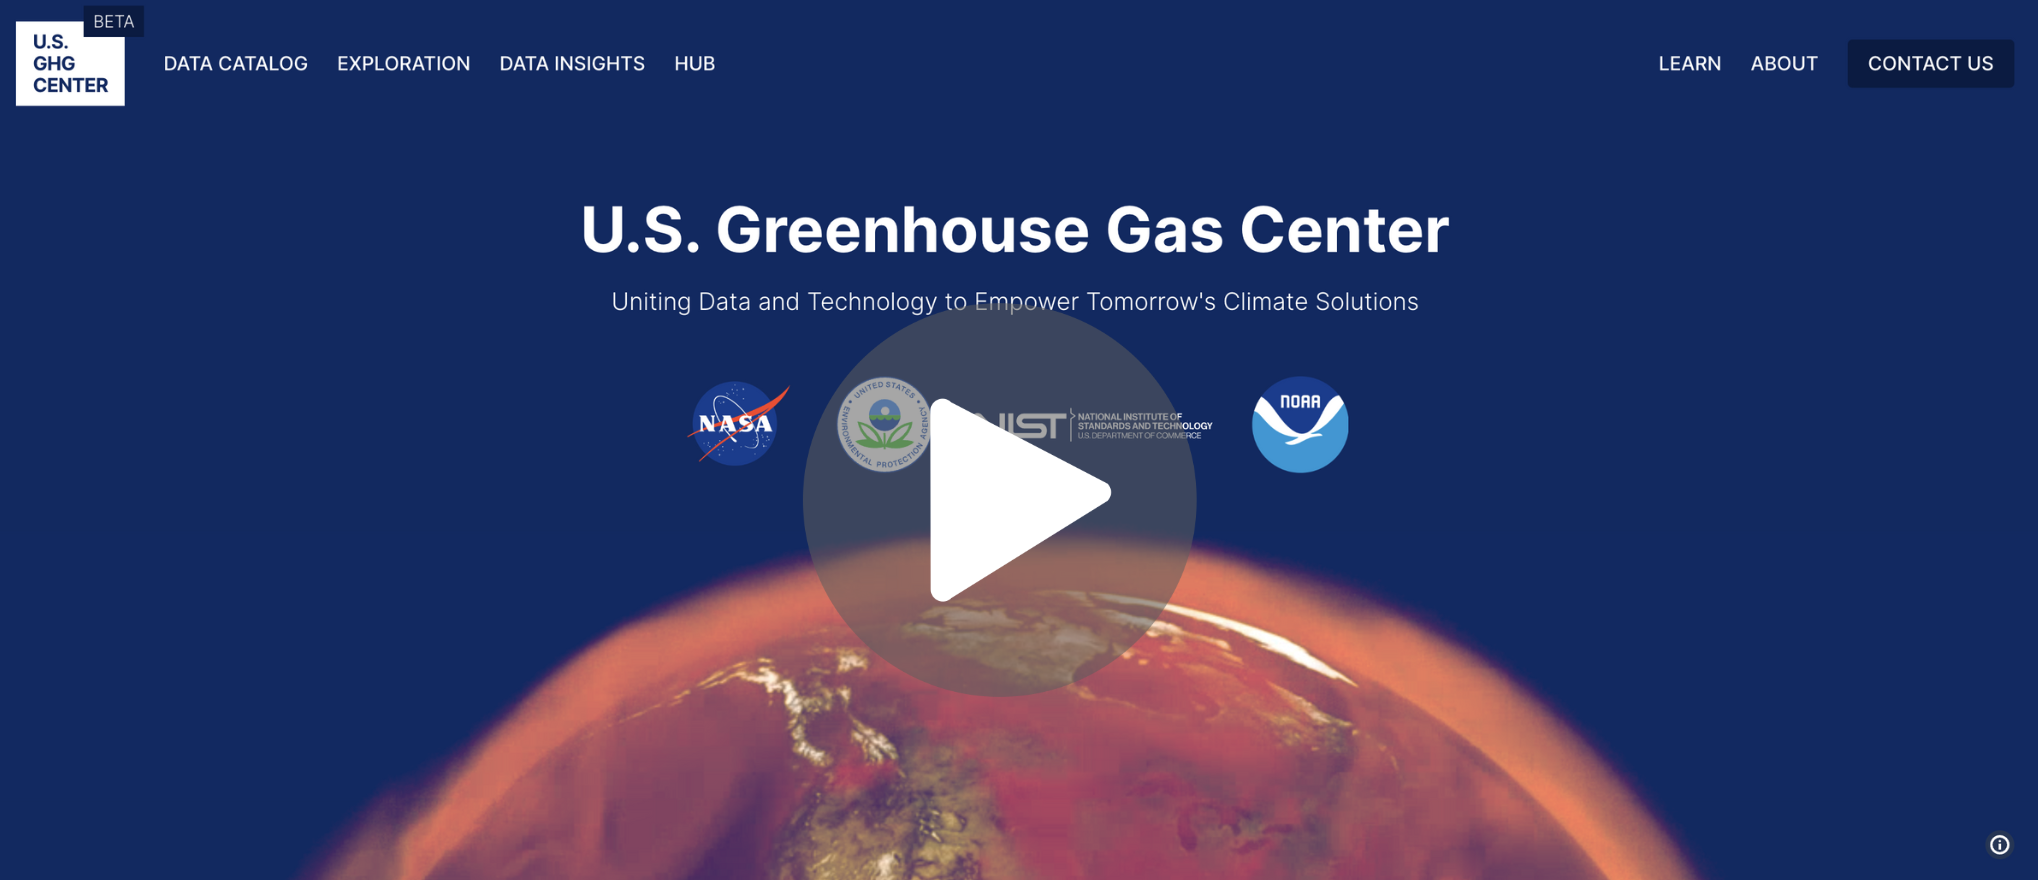 BETA
U.S.
GHG
CENTER
DATA CATALOG
EXPLORATION
DATA INSIGHTS
HUB
LEARN
ABOUT
CONTACT US
U.S. Greenhouse Gas Center
Uniting Data and Technology to Empower Tomorrow's Climate Solutions
NASA
UNITED STATES
ENVIRONMENTAL PROTECTION AGENCY
NIST
NATIONAL INSTITUTE OF
STANDARDS AND TECHNOLOGY
U.S. DEPARTMENT OF COMMERCE
NOAA